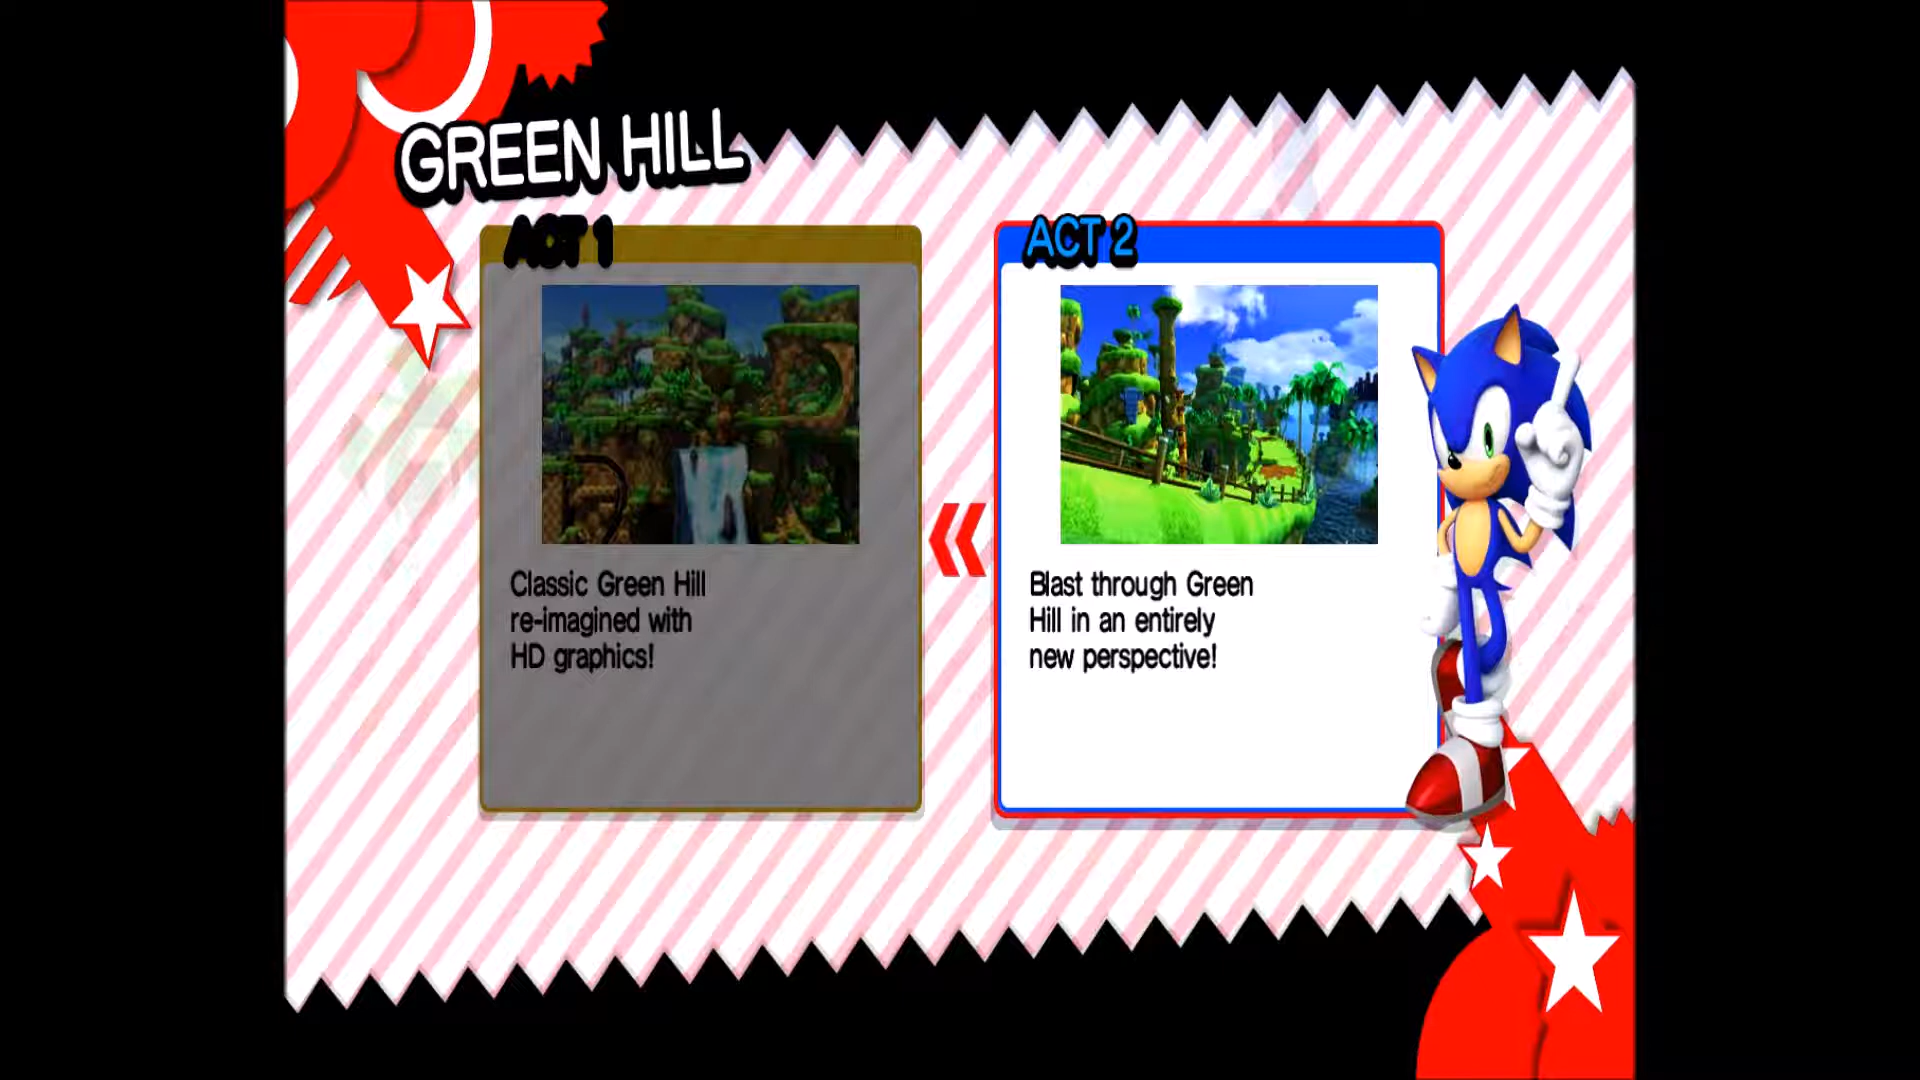 GREEN HILL
ACT 1
Classic Green Hill
re-imagined with
HD graphics!
ACT 2
Blast through Green
Hill in an entirely
new perspective!